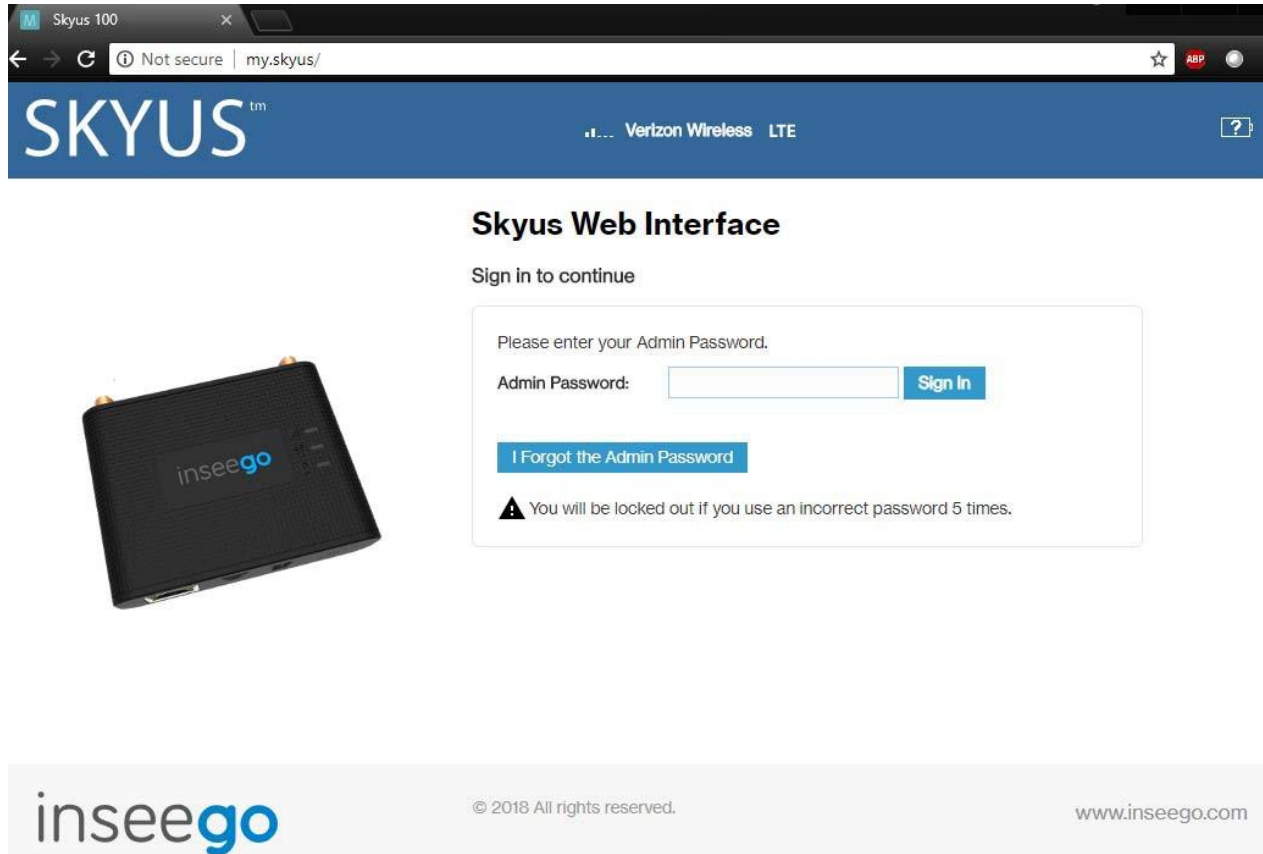 M Skyus 100 ×
Not secure | my.skyus/ ABP
SKYUS™
Verizon Wireless LTE ?
Skyus Web Interface
Sign in to continue
Please enter your Admin Password.
Admin Password: Sign In
inseego
I Forgot the Admin Password
You will be locked out if you use an incorrect password 5 times.
inseego
© 2018 All rights reserved.
www.inseego.com